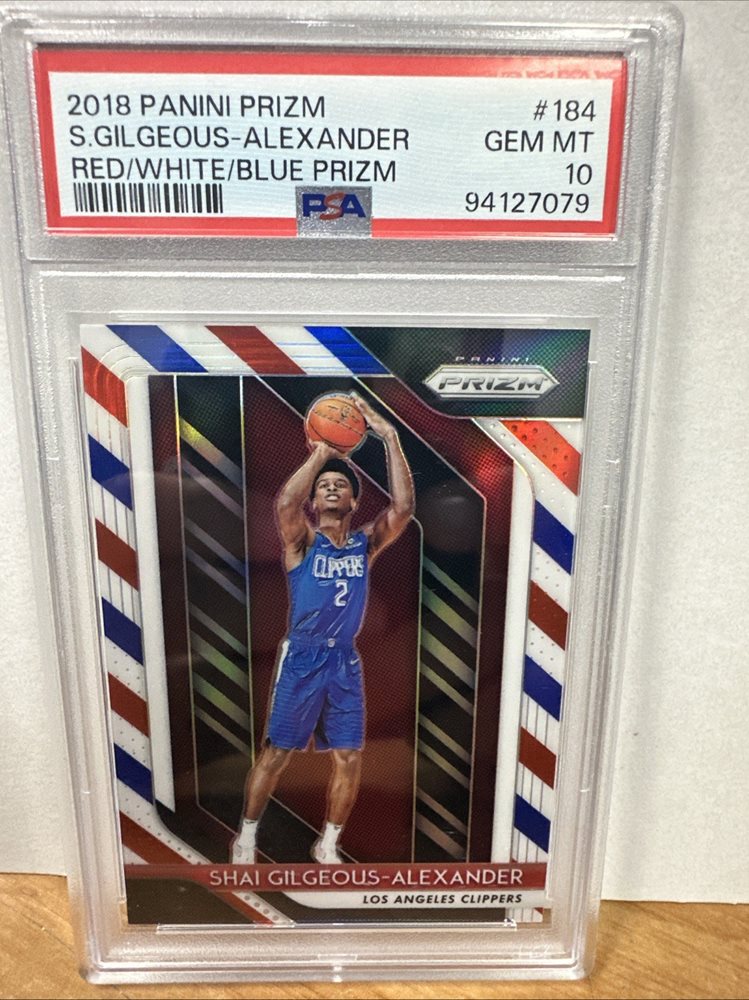 2018 PANINI PRIZM #184
S.GILGEOUS-ALEXANDER GEM MT
RED/WHITE/BLUE PRIZM 10
PSA 94127079
PANINI
PRIZM
CLIPPERS
2
SHAI GILGEOUS-ALEXANDER
LOS ANGELES CLIPPERS